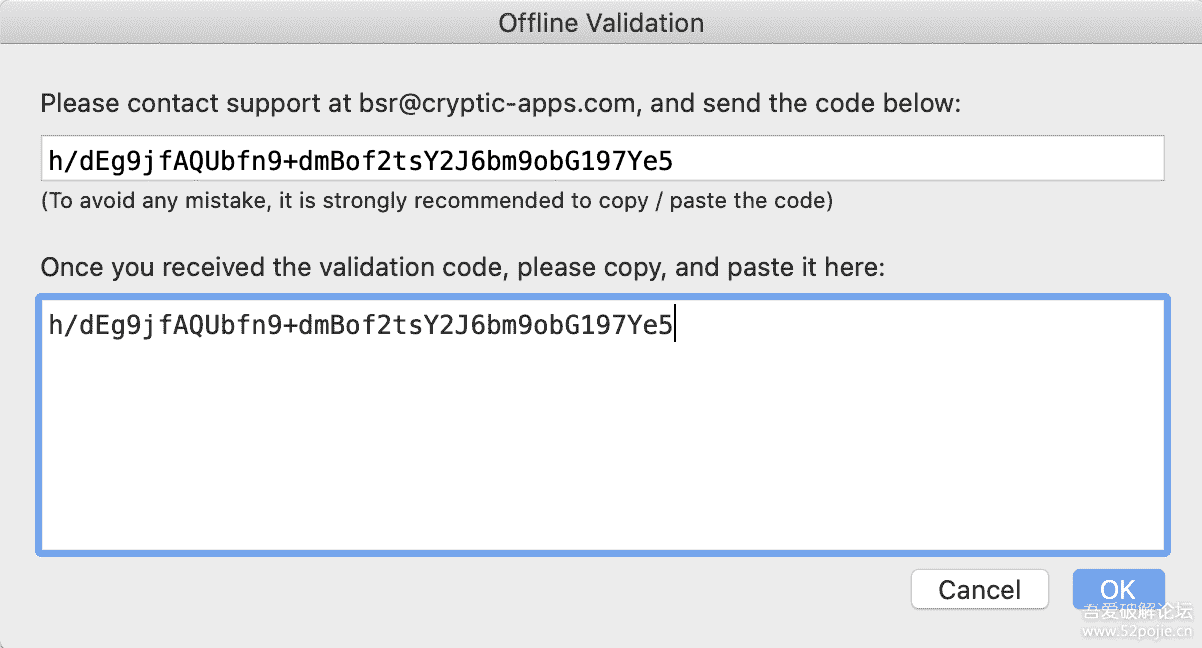 Offline Validation
Please contact support at bsr@cryptic-apps.com, and send the code below:
h/dEg9jfAQUbfn9+dmBof2tsY2J6bm9obG197Ye5
(To avoid any mistake, it is strongly recommended to copy / paste the code)
Once you received the validation code, please copy, and paste it here:
h/dEg9jfAQUbfn9+dmBof2tsY2J6bm9obG197Ye5
Cancel
OK
吾爱破解论坛
www.52pojie.cn